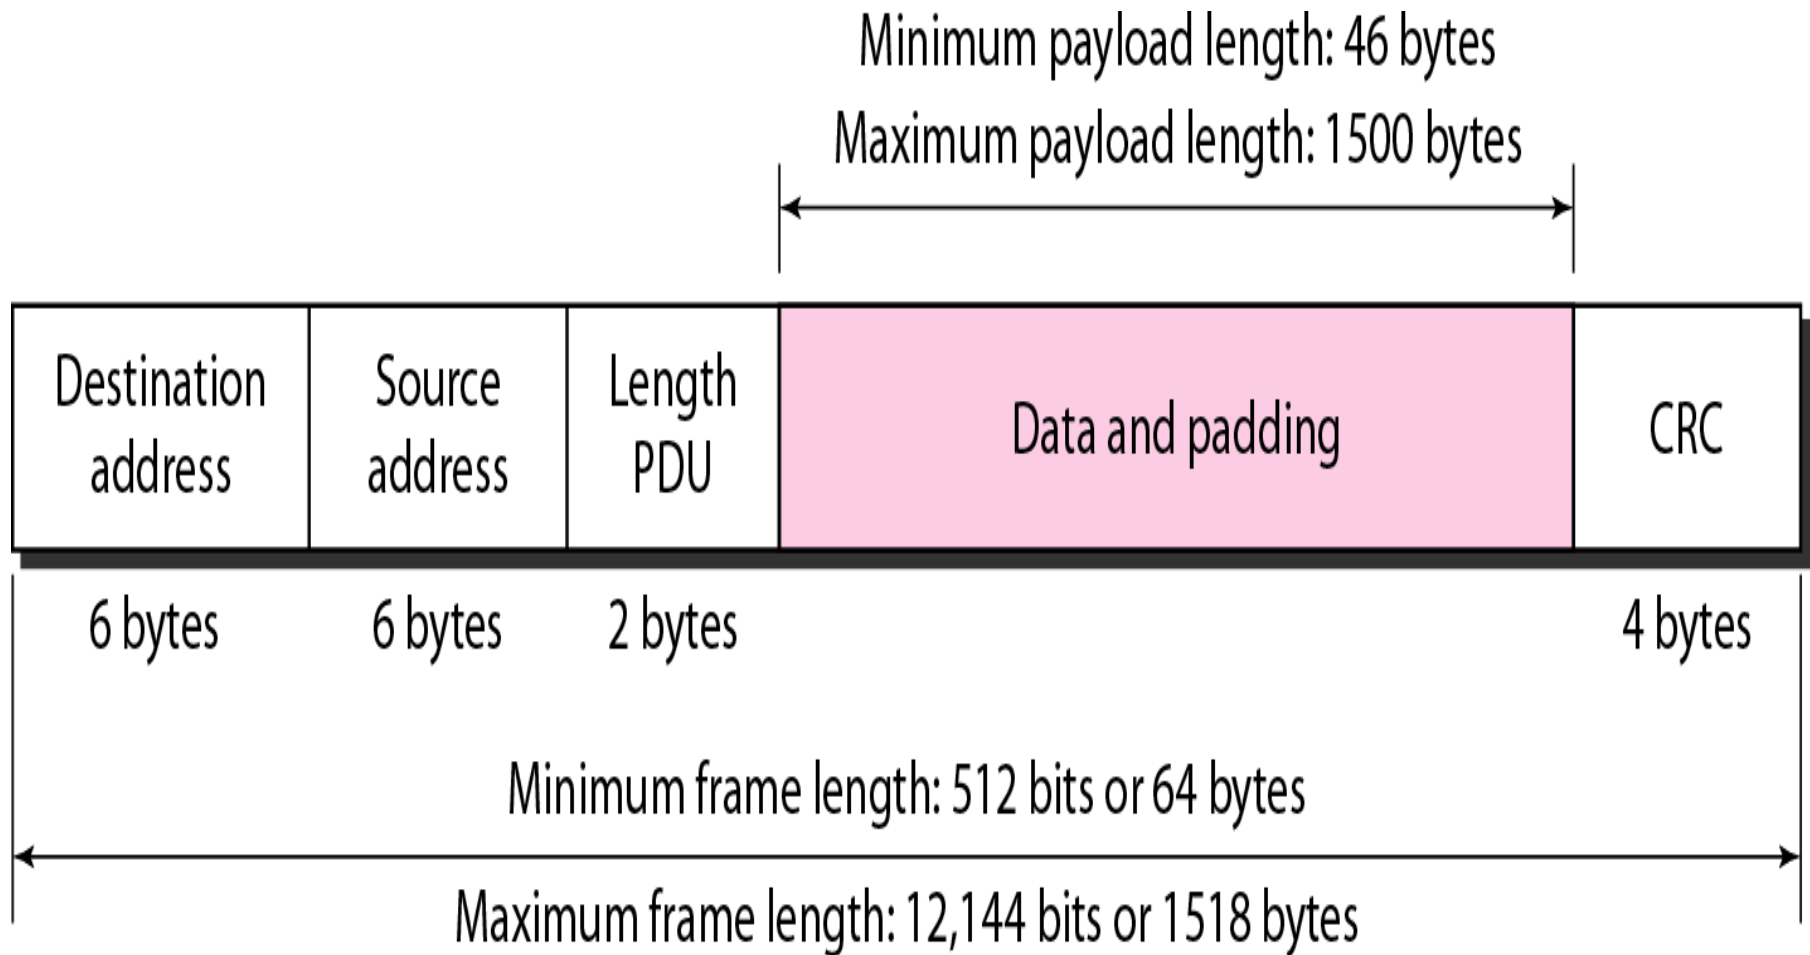 Minimum payload length: 46 bytes
Maximum payload length: 1500 bytes
Destination
address
Source
address
Length
PDU
Data and padding
CRC
6 bytes
6 bytes
2 bytes
4 bytes
Minimum frame length: 512 bits or 64 bytes
Maximum frame length: 12,144 bits or 1518 bytes